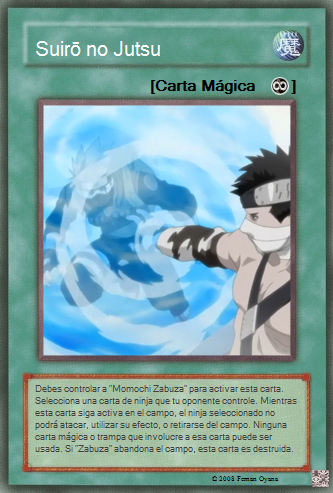 Suirō no Jutsu
魔
[Carta Mágica ]
Debes controlar a "Momochi Zabuza" para activar esta carta.
Selecciona una carta de ninja que tu oponente controle. Mientras
esta carta siga activa en el campo, el ninja seleccionado no
podrá atacar, utilizar su efecto, o retirarse del campo. Ninguna
carta mágica o trampa que involucre a esa carta puede ser
usada. Si "Zabuza" abandona el campo, esta carta es destruida.
© 2008 Fernan Oyana